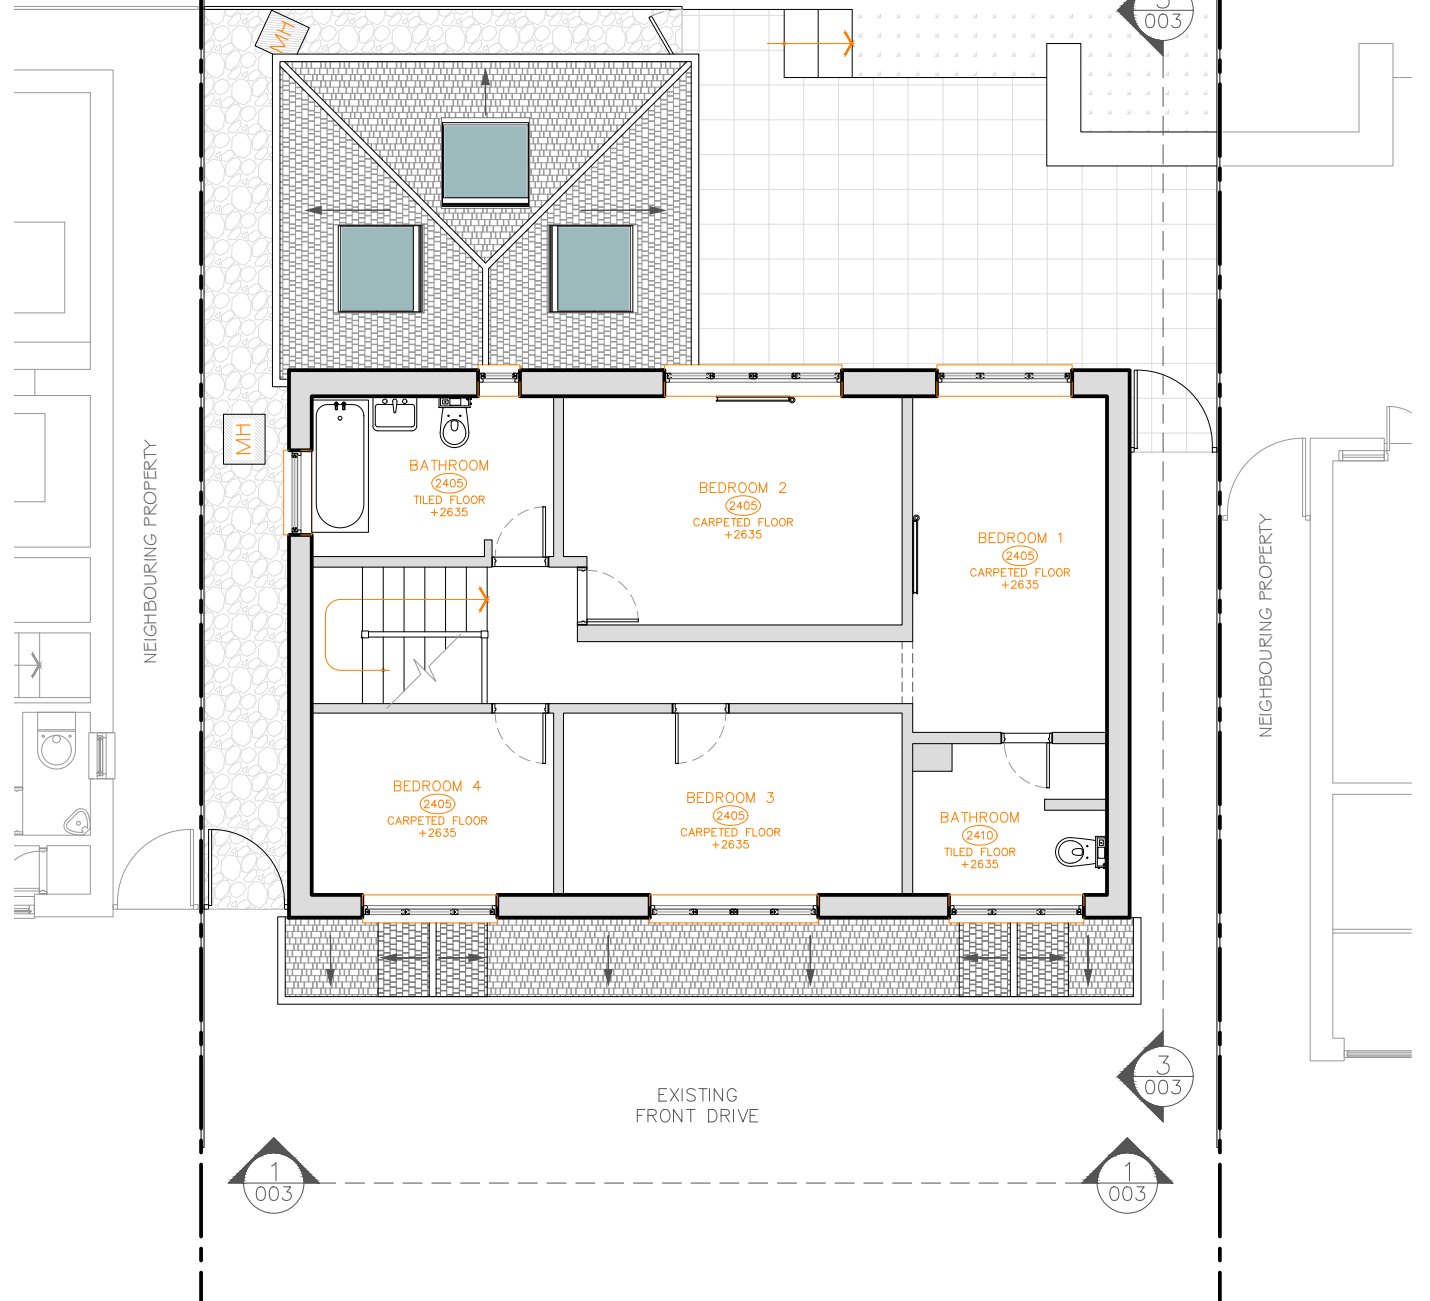 MH
3
003
MH
NEIGHBOURING PROPERTY
BATHROOM
2405
TILED FLOOR
+2635
BEDROOM 2
2405
CARPETED FLOOR
+2635
BEDROOM 1
2405
CARPETED FLOOR
+2635
NEIGHBOURING PROPERTY
BEDROOM 4
2405
CARPETED FLOOR
+2635
BEDROOM 3
2405
CARPETED FLOOR
+2635
BATHROOM
2410
TILED FLOOR
+2635
3
003
EXISTING
FRONT DRIVE
1
003
1
003